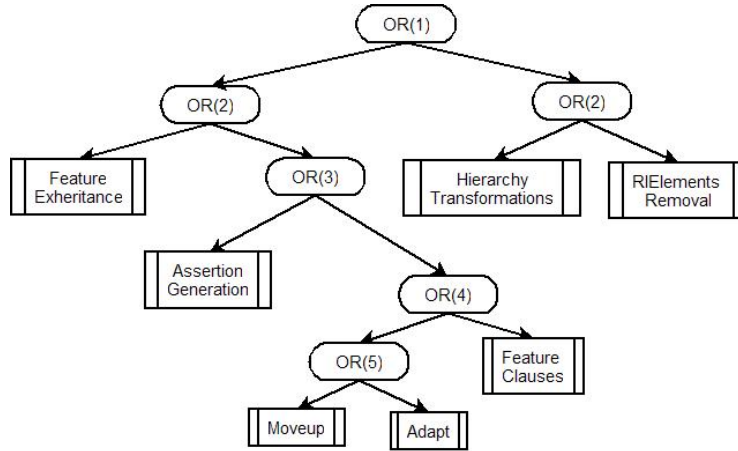 OR(1)
OR(2)
OR(2)
Feature
Exheritance
OR(3)
Hierarchy
Transformations
RIElements
Removal
Assertion
Generation
OR(4)
OR(5)
Feature
Clauses
Moveup
Adapt